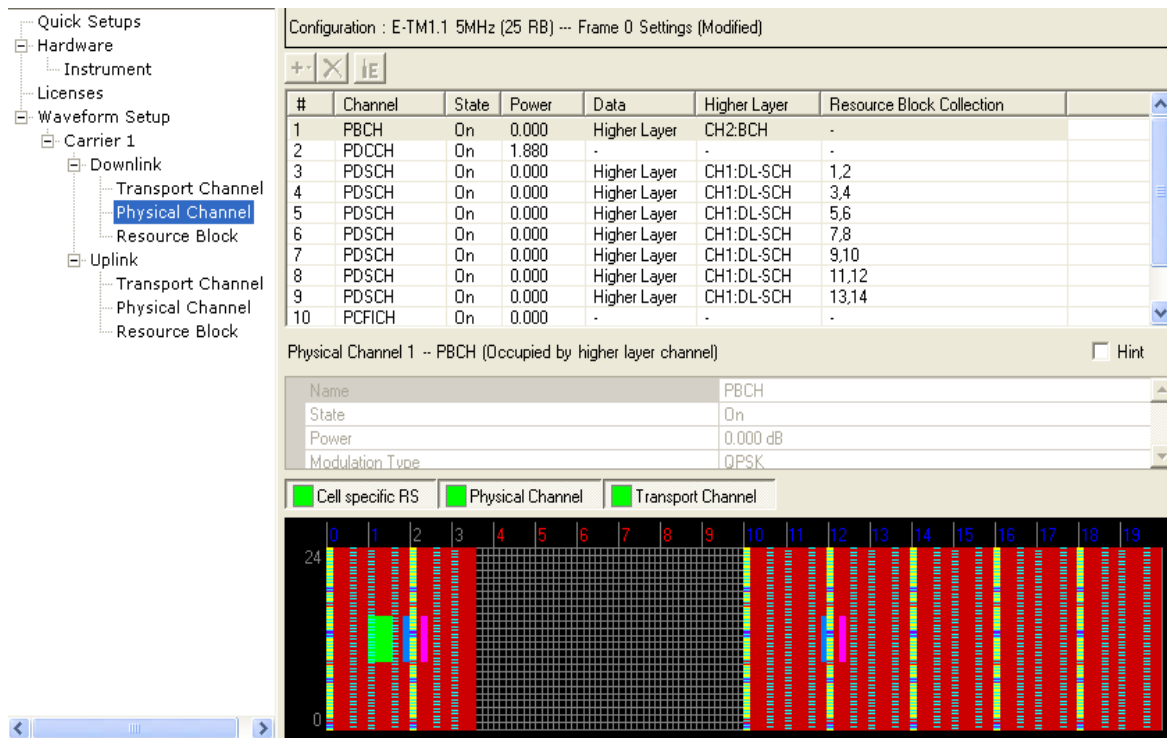 Quick Setups
Hardware
Instrument
Licenses
Waveform Setup
Carrier 1
Downlink
Transport Channel
Physical Channel
Resource Block
Uplink
Transport Channel
Physical Channel
Resource Block
Configuration : E-TM1.1 5MHz (25 RB) --- Frame 0 Settings (Modified)
# Channel State Power Data Higher Layer Resource Block Collection
1 PBCH On 0.000 Higher Layer CH2:BCH -
2 PDCCH On 1.880 - - -
3 PDSCH On 0.000 Higher Layer CH1:DL-SCH 1,2
4 PDSCH On 0.000 Higher Layer CH1:DL-SCH 3,4
5 PDSCH On 0.000 Higher Layer CH1:DL-SCH 5,6
6 PDSCH On 0.000 Higher Layer CH1:DL-SCH 7,8
7 PDSCH On 0.000 Higher Layer CH1:DL-SCH 9,10
8 PDSCH On 0.000 Higher Layer CH1:DL-SCH 11,12
9 PDSCH On 0.000 Higher Layer CH1:DL-SCH 13,14
10 PCFICH On 0.000 - - -
Physical Channel 1 -- PBCH (Occupied by higher layer channel) Hint
Name PBCH
State On
Power 0.000 dB
Modulation Type QPSK
Cell specific RS Physical Channel Transport Channel
0 1 2 3 4 5 6 7 8 9 10 11 12 13 14 15 16 17 18 19
24
0